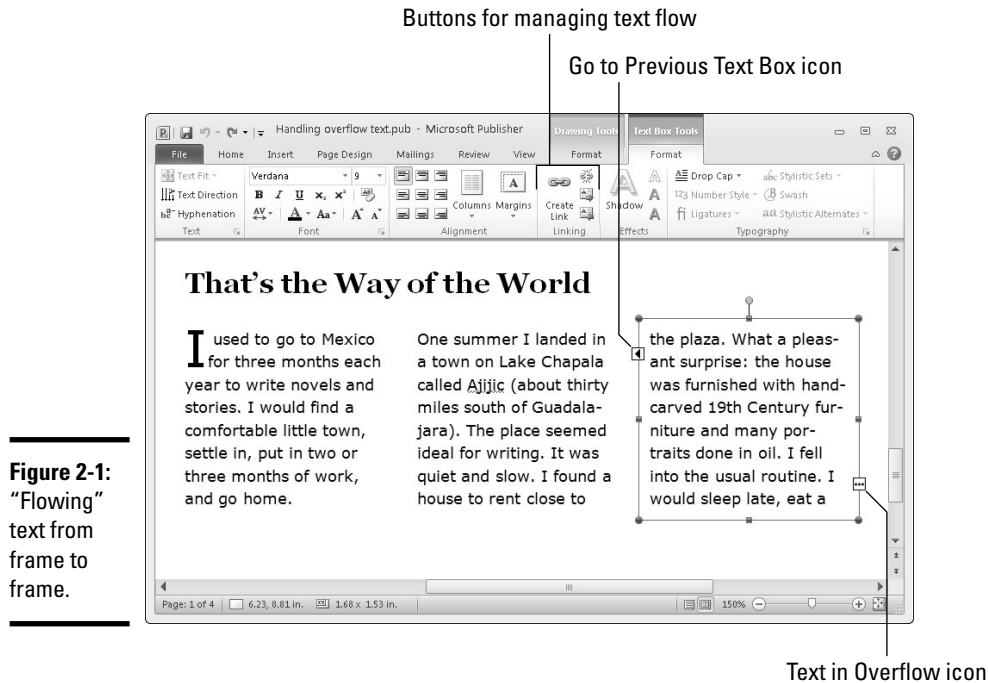 Buttons for managing text flow
Go to Previous Text Box icon
Handling overflow text.pub - Microsoft Publisher
Drawing Tools
Text Box Tools
File
Home
Insert
Page Design
Mailings
Review
View
Format
Format
Text Fit
Text Direction
Hyphenation
Text
Verdana
9
B I U x₂ x²
AV A Aa A A
Font
Alignment
Columns
Margins
Create
Link
Linking
Shadow
Effects
Drop Cap
Number Style
Ligatures
Stylistic Sets
Swash
Stylistic Alternates
Typography
That's the Way of the World
I used to go to Mexico
for three months each
year to write novels and
stories. I would find a
comfortable little town,
settle in, put in two or
three months of work,
and go home.
One summer I landed in
a town on Lake Chapala
called Ajijic (about thirty
miles south of Guadala-
jara). The place seemed
ideal for writing. It was
quiet and slow. I found a
house to rent close to
the plaza. What a pleas-
ant surprise: the house
was furnished with hand-
carved 19th Century fur-
niture and many por-
traits done in oil. I fell
into the usual routine. I
would sleep late, eat a
Figure 2-1:
“Flowing”
text from
frame to
frame.
Page: 1 of 4
6.23, 8.81 in.
1.68 x 1.53 in.
150%
Text in Overflow icon